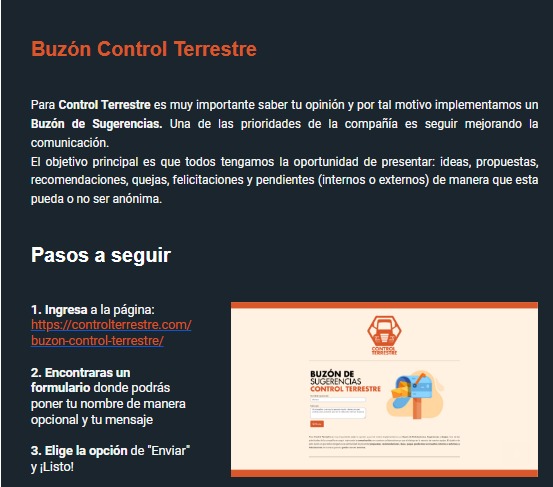 Buzón Control Terrestre
Para Control Terrestre es muy importante saber tu opinión y por tal motivo implementamos un
Buzón de Sugerencias. Una de las prioridades de la compañía es seguir mejorando la
comunicación.
El objetivo principal es que todos tengamos la oportunidad de presentar: ideas, propuestas,
recomendaciones, quejas, felicitaciones y pendientes (internos o externos) de manera que esta
pueda o no ser anónima.
Pasos a seguir
1. Ingresa a la página:
https://controlterrestre.com/
buzon-control-terrestre/
2. Encontraras un
formulario donde podrás
poner tu nombre de manera
opcional y tu mensaje
3. Elige la opción de "Enviar"
y ¡Listo!
CONTROL
TERRESTRE
BUZÓN DE
SUGERENCIAS
CONTROL TERRESTRE